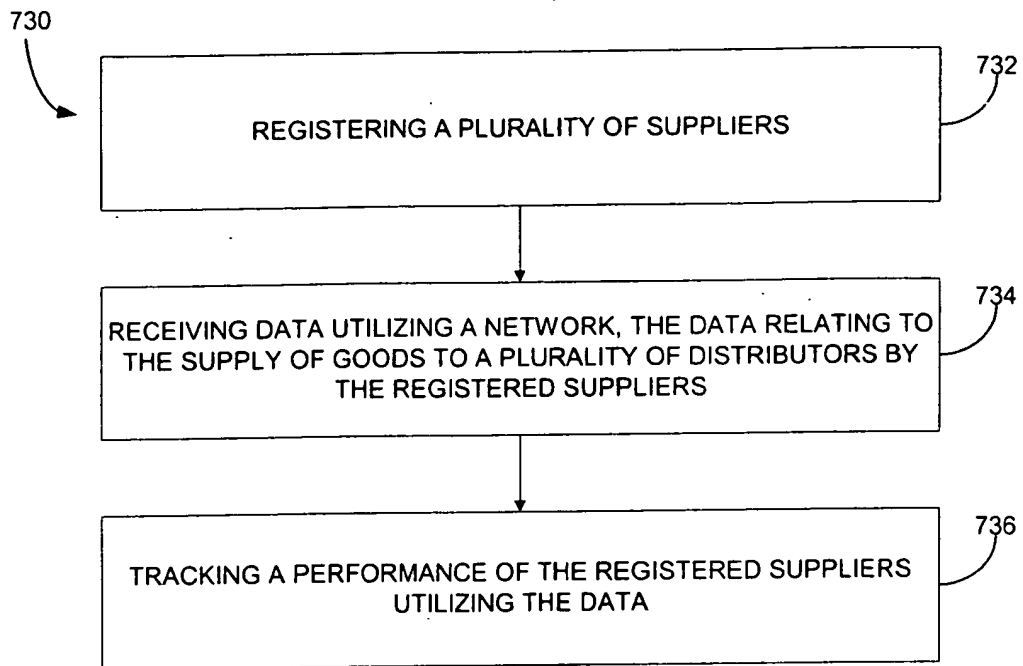 730
732
REGISTERING A PLURALITY OF SUPPLIERS
734
RECEIVING DATA UTILIZING A NETWORK, THE DATA RELATING TO
THE SUPPLY OF GOODS TO A PLURALITY OF DISTRIBUTORS BY
THE REGISTERED SUPPLIERS
736
TRACKING A PERFORMANCE OF THE REGISTERED SUPPLIERS
UTILIZING THE DATA